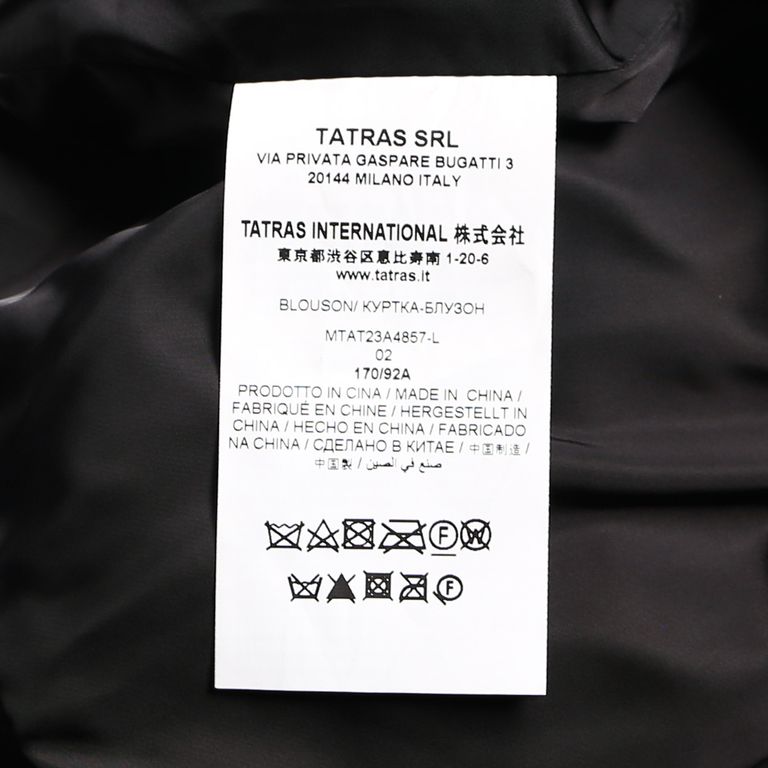 TATRAS SRL
VIA PRIVATA GASPARE BUGATTI 3
20144 MILANO ITALY
TATRAS INTERNATIONAL 株式会社
東京都渋谷区恵比寿南 1-20-6
www.tatras.it
BLOUSON/ КУРТКА-БЛУЗОН
MTAT23A4857-L
02
170/92A
PRODOTTO IN CINA / MADE IN CHINA /
FABRIQUÉ EN CHINE / HERGESTELLT IN
CHINA / HECHO EN CHINA / FABRICADO
NA CHINA / СДЕЛАНО В КИТАЕ / 中国制造 /
中国製 / صنع في الصين /
F W
F